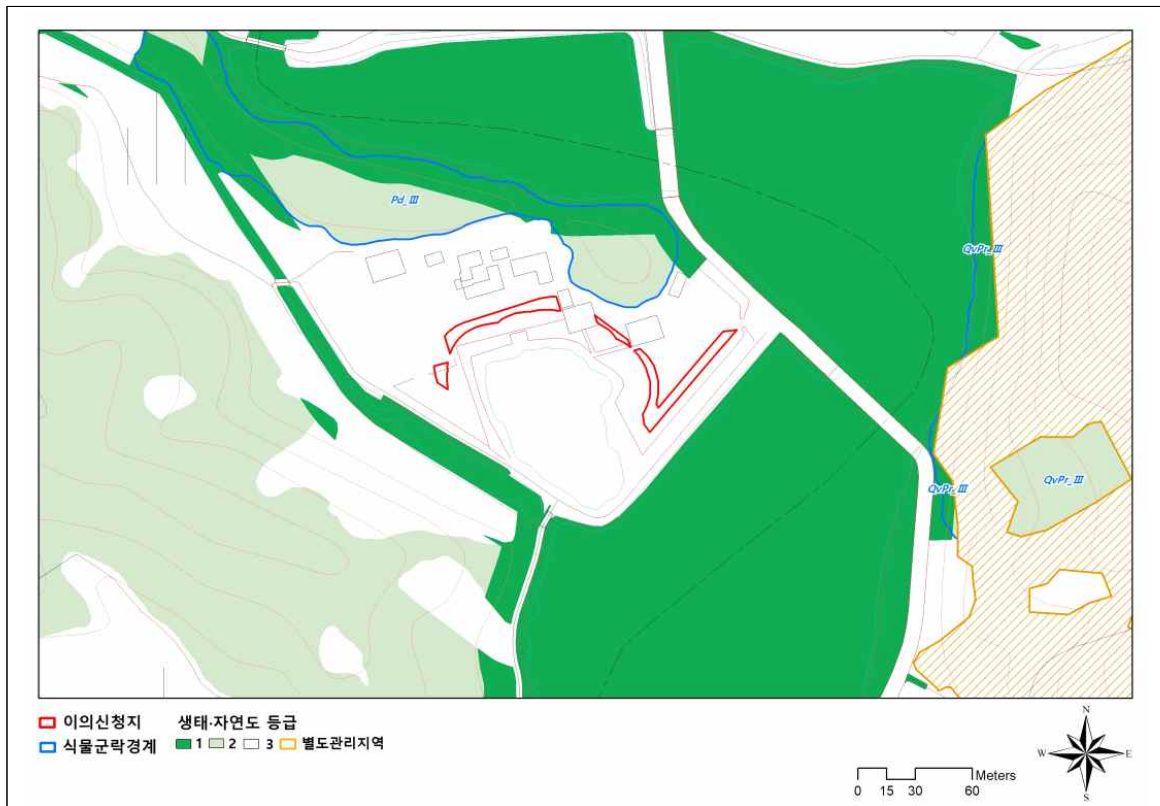 Pd_Ⅲ
QvPr_Ⅲ
QvPr_Ⅲ
QvPr_Ⅲ
이의신청지
생태·자연도 등급
식물군락경계
1 2 3 별도관리지역
N
W E
S
Meters
0 15 30 60